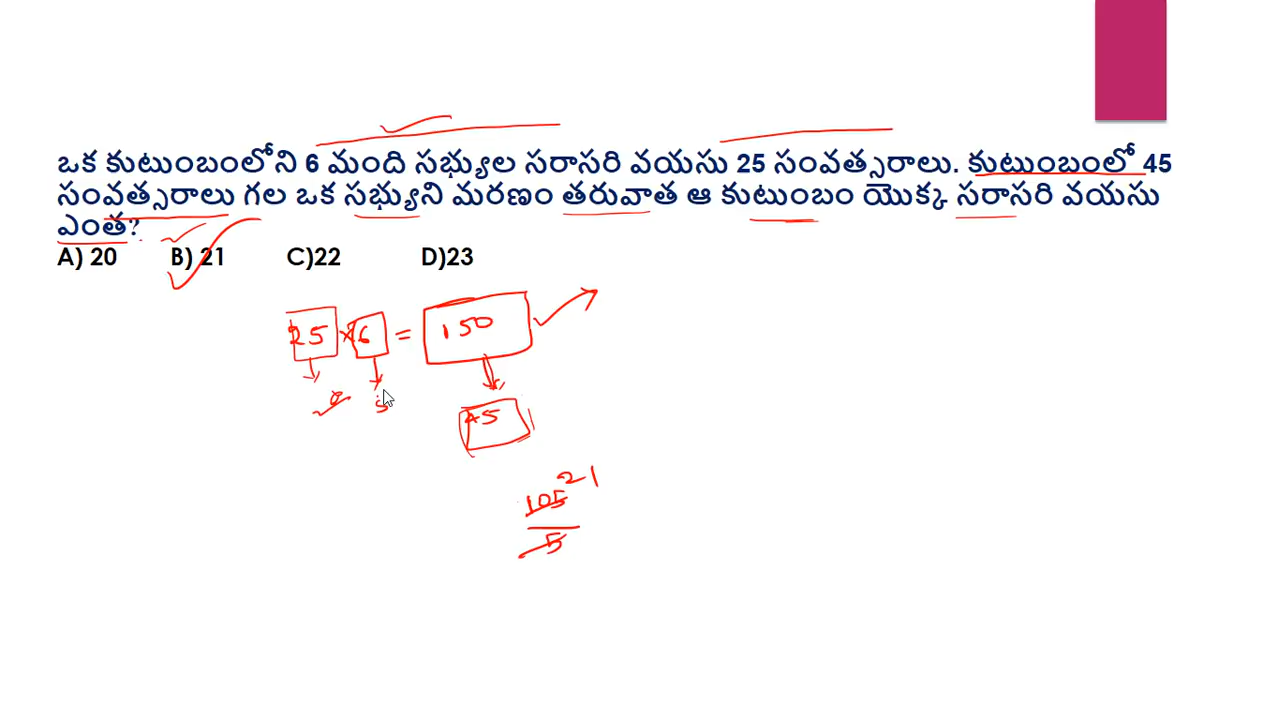 ఒక కుటుంబంలోని 6 మంది సభ్యుల సరాసరి వయసు 25 సంవత్సరాలు. కుటుంబంలో 45
సంవత్సరాలు గల ఒక సభ్యుని మరణం తరువాత ఆ కుటుంబం యొక్క సరాసరి వయసు
ఎంత?
A) 20 B) 21 C)22 D)23
25 × 6 = 150
5
45
105 21
5